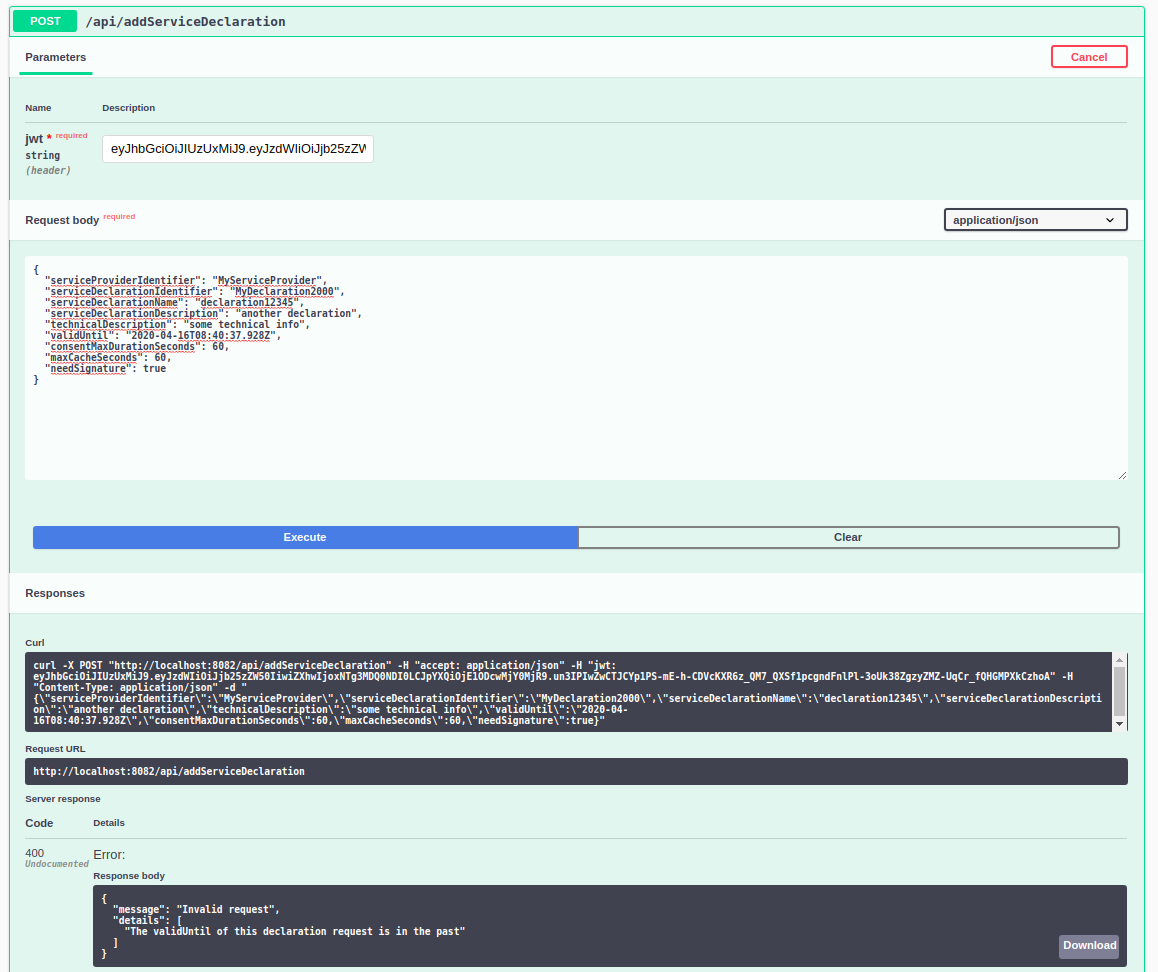 POST /api/addServiceDeclaration
Parameters
Cancel
Name Description
jwt * required
string
(header)
eyJhbGciOiJIUzUxMiJ9.eyJzdWIiOiJjb25zZW
Request body required
application/json
{
"serviceProviderIdentifier": "MyServiceProvider",
"serviceDeclarationIdentifier": "MyDeclaration2000",
"serviceDeclarationName": "declaration12345",
"serviceDeclarationDescription": "another declaration",
"technicalDescription": "some technical info",
"validUntil": "2020-04-16T08:40:37.928Z",
"consentMaxDurationSeconds": 60,
"maxCacheSeconds": 60,
"needSignature": true
}
Execute Clear
Responses
Curl
curl -X POST "http://localhost:8082/api/addServiceDeclaration" -H "accept: application/json" -H "jwt:
eyJhbGciOiJIUzUxMiJ9.eyJzdWIiOiJjb25zZW50IiwiZXhwIjoxNTg3MDQ0NDI0LCJpYXQiOjE1ODcwMjY0MjR9.un3IPIwZwCTJCYp1PS-mE-h-CDVcKXR6z_QM7_QXSf1pcgndFnlPl-3oUk38ZgzyZMZ-UqCr_fQHGMPXkCzhoA" -H
"Content-Type: application/json" -d "
{\"serviceProviderIdentifier\":\"MyServiceProvider\",\"serviceDeclarationIdentifier\":\"MyDeclaration2000\",\"serviceDeclarationName\":\"declaration12345\",\"serviceDeclarationDescripti
on\":\"another declaration\",\"technicalDescription\":\"some technical info\",\"validUntil\":\"2020-04-
16T08:40:37.928Z\",\"consentMaxDurationSeconds\":60,\"maxCacheSeconds\":60,\"needSignature\":true}"
Request URL
http://localhost:8082/api/addServiceDeclaration
Server response
Code Details
400
Undocumented
Error:
Response body
{
"message": "Invalid request",
"details": [
"The validUntil of this declaration request is in the past"
]
}
Download